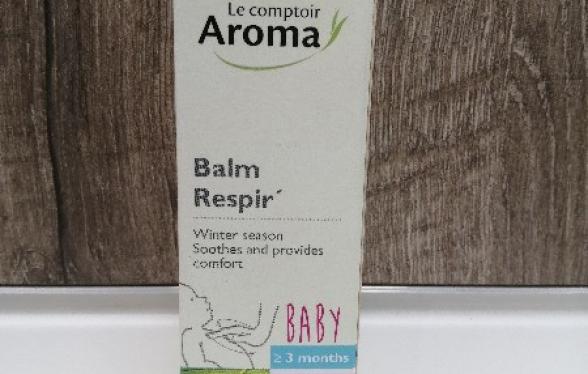 Le comptoir
Aroma
Balm
Respir´
Winter season
Soothes and provides
comfort
BABY
≥ 3 months